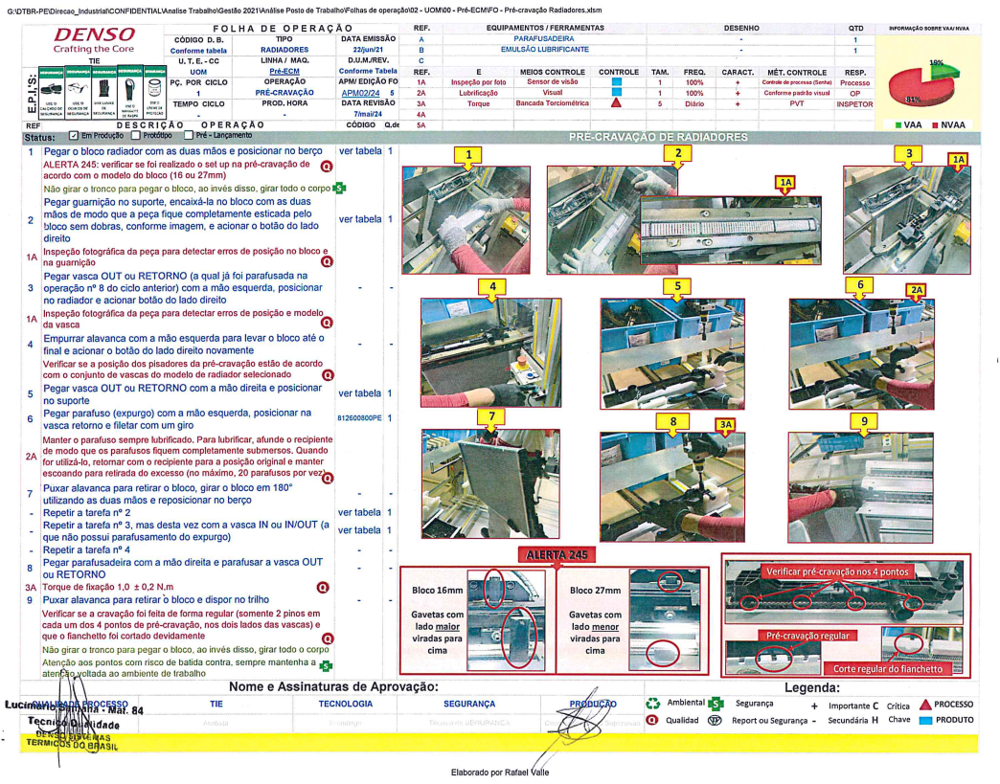 G:\DTBR-PE\Direcao_Industrial\CONFIDENTIAL\Analise Trabalho\Gestão 2021\Análise Posto de Trabalho\Folhas de operação\02 - UOM\00 - Pré-ECM\FO - Pré-cravação Radiadores.xlsm
DENSO
Crafting the Core
TIE
FOLHA DE OPERAÇÃO
CÓDIGO D. B.
TIPO
DATA EMISSÃO
Conforme tabela
RADIADORES
22/jun/21
U. T. E. - CC
LINHA / MAQ.
D.U.M./REV.
UOM
Pré-ECM
Conforme Tabela
PÇ. POR CICLO
OPERAÇÃO
APM/ EDIÇÃO FO
1
PRÉ-CRAVAÇÃO
APM02/24 5
TEMPO CICLO
PROD. HORA
DATA REVISÃO
-
-
7/mai/24
E.P.I.'S:
SEGURANÇA
SEGURANÇA
SEGURANÇA
SEGURANÇA
SEGURANÇA
REF
DESCRIÇÃO OPERAÇÃO
CÓDIGO Q.de
REF.
EQUIPAMENTOS / FERRAMENTAS
DESENHO
QTD
A
PARAFUSADEIRA
-
1
B
EMULSÃO LUBRIFICANTE
-
1
C
REF.
E
MEIOS CONTROLE
CONTROLE
TAM.
FREQ.
CARACT.
MÉT. CONTROLE
RESP.
1A
Inspeção por foto
Sensor de visão
1
100%
+
Controle de processo (Senha)
Processo
2A
Lubrificação
Visual
1
100%
+
Conforme padrão visual
OP
3A
Torque
Bancada Torciométrica
5
Diário
+
PVT
INSPETOR
4A
5A
INFORMAÇÃO SOBRE VAA/ NVAA
19%
81%
VAA
NVAA
Status:
Em Produção
Protótipo
Pré - Lançamento
PRÉ-CRAVAÇÃO DE RADIADORES
1 Pegar o bloco radiador com as duas mãos e posicionar no berço ver tabela 1
ALERTA 245: verificar se foi realizado o set up na pré-cravação de
acordo com o modelo do bloco (16 ou 27mm) Q
Não girar o tronco para pegar o bloco, ao invés disso, girar todo o corpo S
Pegar guarnição no suporte, encaixá-la no bloco com as duas
2 mãos de modo que a peça fique completamente esticada pelo ver tabela 1
bloco sem dobras, conforme imagem, e acionar o botão do lado
direito
1A Inspeção fotográfica da peça para detectar erros de posição no bloco e
na guarnição Q
Pegar vasca OUT ou RETORNO (a qual já foi parafusada na
3 operação nº 8 do ciclo anterior) com a mão esquerda, posicionar - -
no radiador e acionar botão do lado direito
1A Inspeção fotográfica da peça para detectar erros de posição e modelo
da vasca Q
4 Empurrar alavanca com a mão esquerda para levar o bloco até o - -
final e acionar o botão do lado direito novamente
Verificar se a posição dos pisadores da pré-cravação estão de acordo
com o conjunto de vascas do modelo de radiador selecionado Q
5 Pegar vasca OUT ou RETORNO com a mão direita e posicionar ver tabela 1
no suporte
6 Pegar parafuso (expurgo) com a mão esquerda, posicionar na 812600800PE 1
vasca retorno e filetar com um giro
Manter o parafuso sempre lubrificado. Para lubrificar, afunde o recipiente
2A de modo que os parafusos fiquem completamente submersos. Quando
for utilizá-lo, retornar com o recipiente para a posição original e manter
escoando para retirada do excesso (no máximo, 20 parafusos por vez) Q
7 Puxar alavanca para retirar o bloco, girar o bloco em 180° - -
utilizando as duas mãos e reposicionar no berço
- Repetir a tarefa nº 2 ver tabela 1
- Repetir a tarefa nº 3, mas desta vez com a vasca IN ou IN/OUT (a ver tabela 1
que não possui parafusamento do expurgo)
- Repetir a tarefa nº 4 - -
8 Pegar parafusadeira com a mão direita e parafusar a vasca OUT - -
ou RETORNO
3A Torque de fixação 1,0 ± 0,2 N.m Q
9 Puxar alavanca para retirar o bloco e dispor no trilho - -
Verificar se a cravação foi feita de forma regular (somente 2 pinos em
cada um dos 4 pontos de pré-cravação, nos dois lados das vascas) e
que o fianchetto foi cortado devidamente Q
Não girar o tronco para pegar o bloco, ao invés disso, girar todo o corpo
Atenção aos pontos com risco de batida contra, sempre mantenha a
atenção voltada ao ambiente de trabalho S
1
2
1A
3
1A
4
5
6
2A
7
8
3A
9
ALERTA 245
Bloco 16mm
Gavetas com
lado maior
viradas para
cima
Bloco 27mm
Gavetas com
lado menor
viradas para
cima
Verificar pré-cravação nos 4 pontos
Pré-cravação regular
Corte regular do fianchetto
Nome e Assinaturas de Aprovação:
QUALIDADE PROCESSO
TIE
TECNOLOGIA
SEGURANÇA
PRODUÇÃO
Mat. 84
Técnico Qualidade
DENSO SISTEMAS
TERMICOS DO BRASIL
Legenda:
Ambiental
S Segurança
+ Importante
C Crítica
PROCESSO
Q Qualidade
Report ou Segurança
- Secundária
H Chave
PRODUTO
Elaborado por Rafael Valle